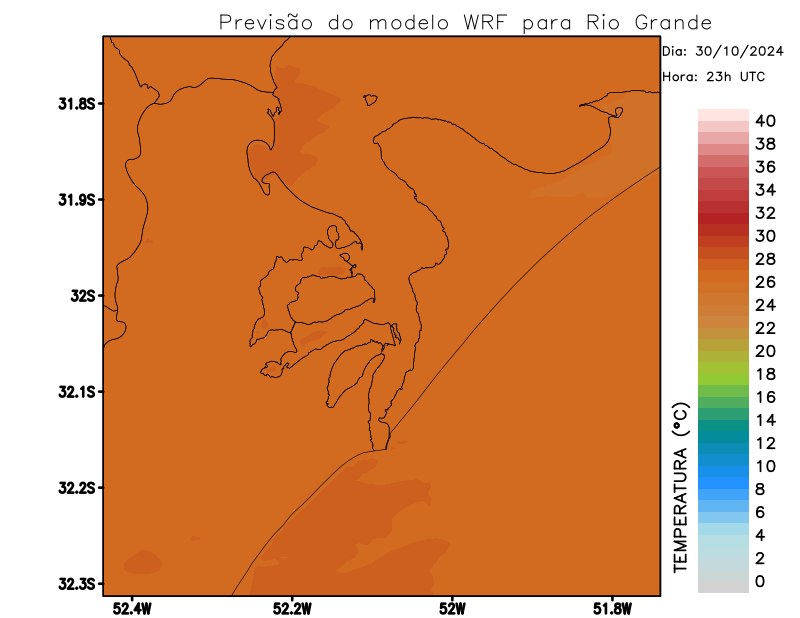 Previsão do modelo WRF para Rio Grande
Dia: 30/10/2024
Hora: 23h UTC
31.8S
31.9S
32S
32.1S
32.2S
32.3S
52.4W
52.2W
52W
51.8W
TEMPERATURA (°C)
40
38
36
34
32
30
28
26
24
22
20
18
16
14
12
10
8
6
4
2
0